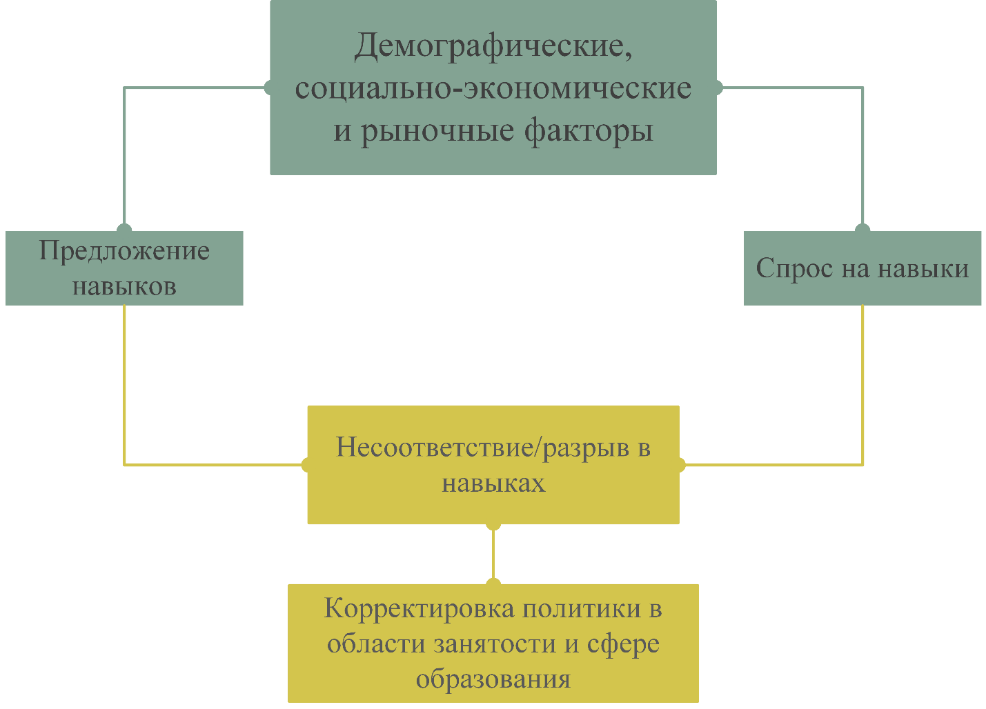 Демографические,
социально-экономические
и рыночные факторы
Предложение
навыков
Спрос на навыки
Несоответствие/разрыв в
навыках
Корректировка политики в
области занятости и сфере
образования